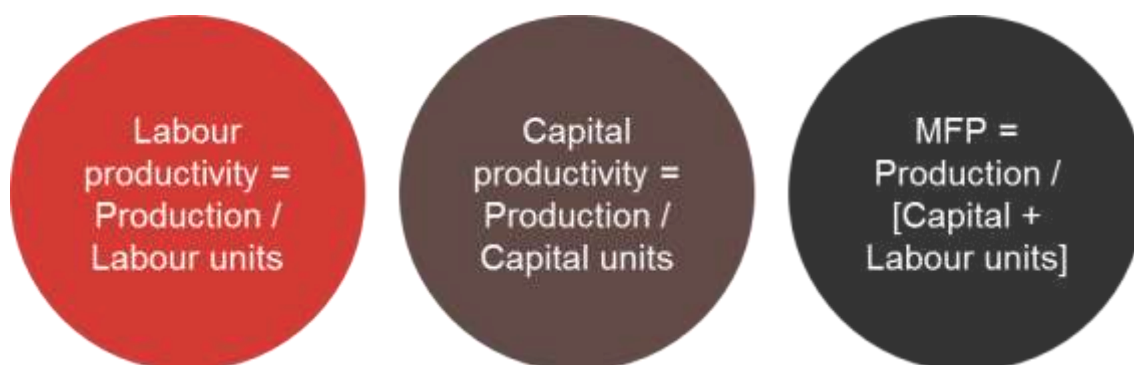 Labour
productivity =
Production /
Labour units
Capital
productivity =
Production /
Capital units
MFP =
Production /
[Capital +
Labour units]